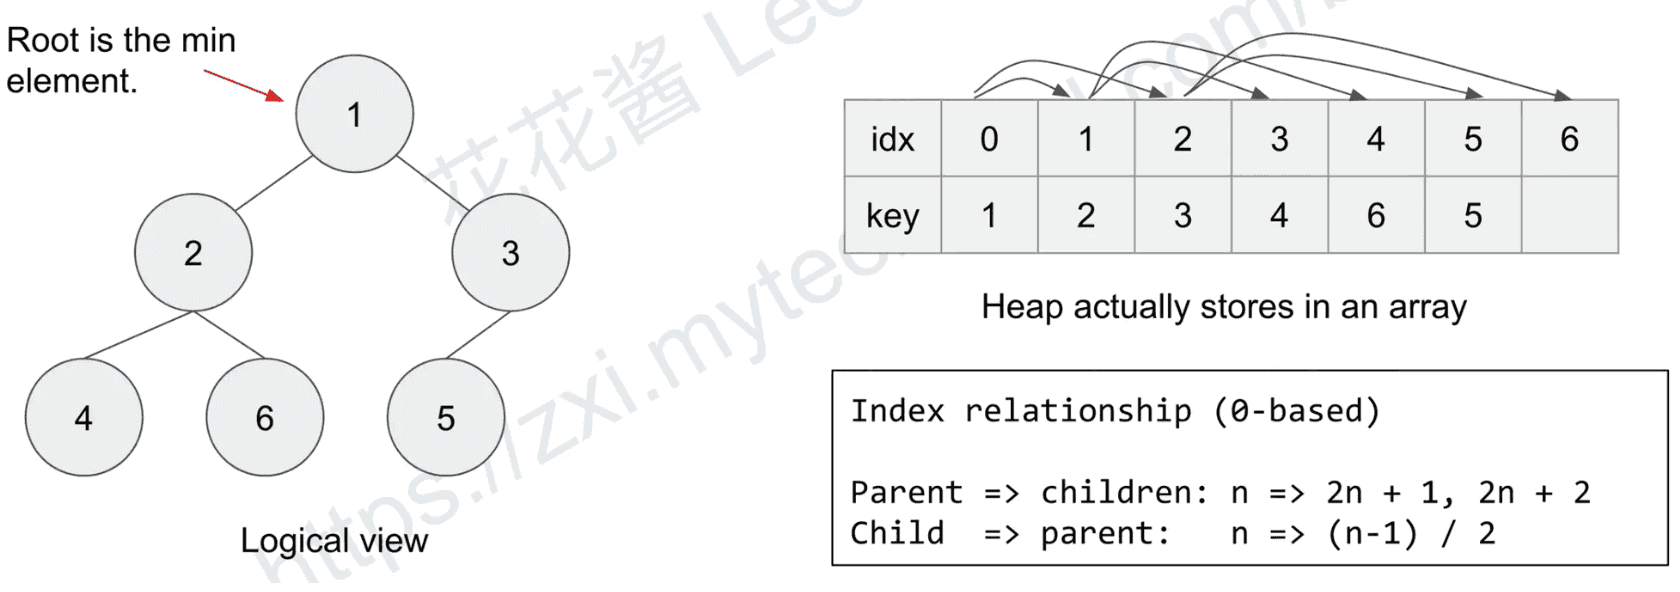 Root is the min
element.
1
2
3
4
6
5
Logical view
idx 0 1 2 3 4 5 6
key 1 2 3 4 6 5
Heap actually stores in an array
Index relationship (0-based)
Parent => children: n => 2n + 1, 2n + 2
Child => parent: n => (n-1) / 2
花花酱
https://zxi.mytec